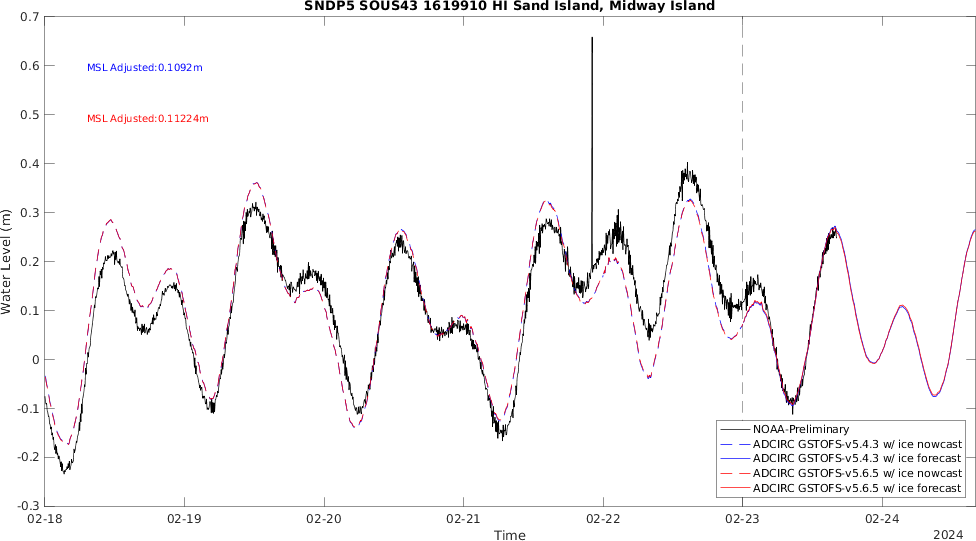 SNDP5 SOUS43 1619910 HI Sand Island, Midway Island
0.7
0.6
0.5
0.4
0.3
0.2
0.1
0
-0.1
-0.2
-0.3
Water Level (m)
MSL Adjusted:0.1092m
MSL Adjusted:0.11224m
NOAA-Preliminary
ADCIRC GSTOFS-v5.4.3 w/ ice nowcast
ADCIRC GSTOFS-v5.4.3 w/ ice forecast
ADCIRC GSTOFS-v5.6.5 w/ ice nowcast
ADCIRC GSTOFS-v5.6.5 w/ ice forecast
02-18 02-19 02-20 02-21 02-22 02-23 02-24
Time
2024